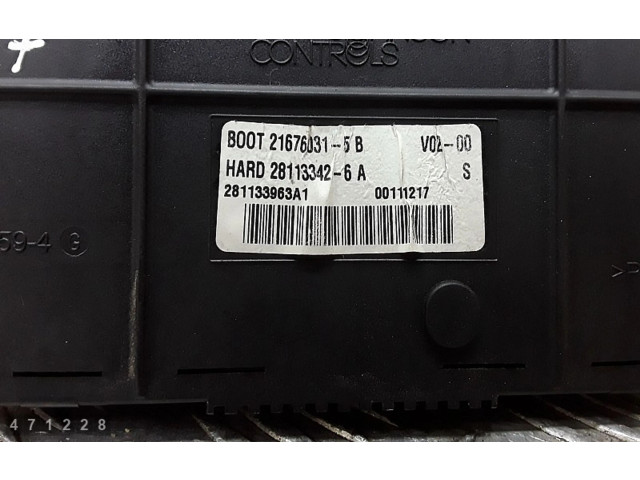 CONTROLS
BOOT 21676031-5 B V02-00
HARD 28113342-6 A S
281133963A1 00111217
59-4 G
471228